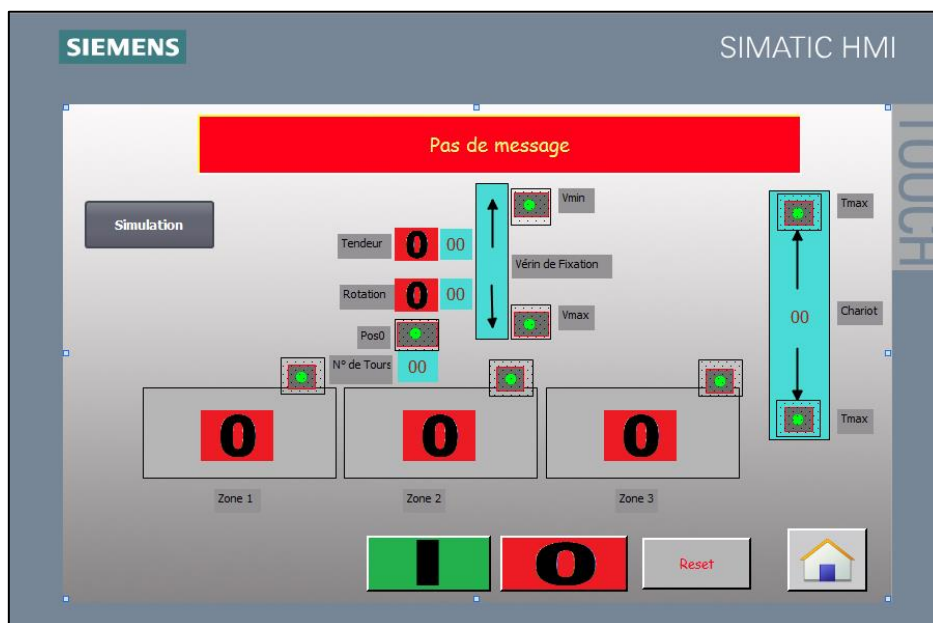 SIEMENS
SIMATIC HMI
TOUCH
Pas de message
Simulation
Vmin
Tmax
Tendeur 0 00
Vérin de Fixation
Rotation 0 00
00
Chariot
Vmax
Pos0
N° de Tours 00
Tmax
0 0 0
Zone 1 Zone 2 Zone 3
I 0 Reset